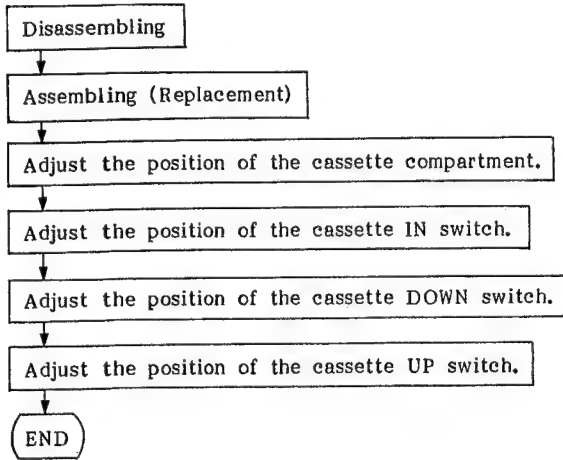 Disassembling
Assembling (Replacement)
Adjust the position of the cassette compartment.
Adjust the position of the cassette IN switch.
Adjust the position of the cassette DOWN switch.
Adjust the position of the cassette UP switch.
END